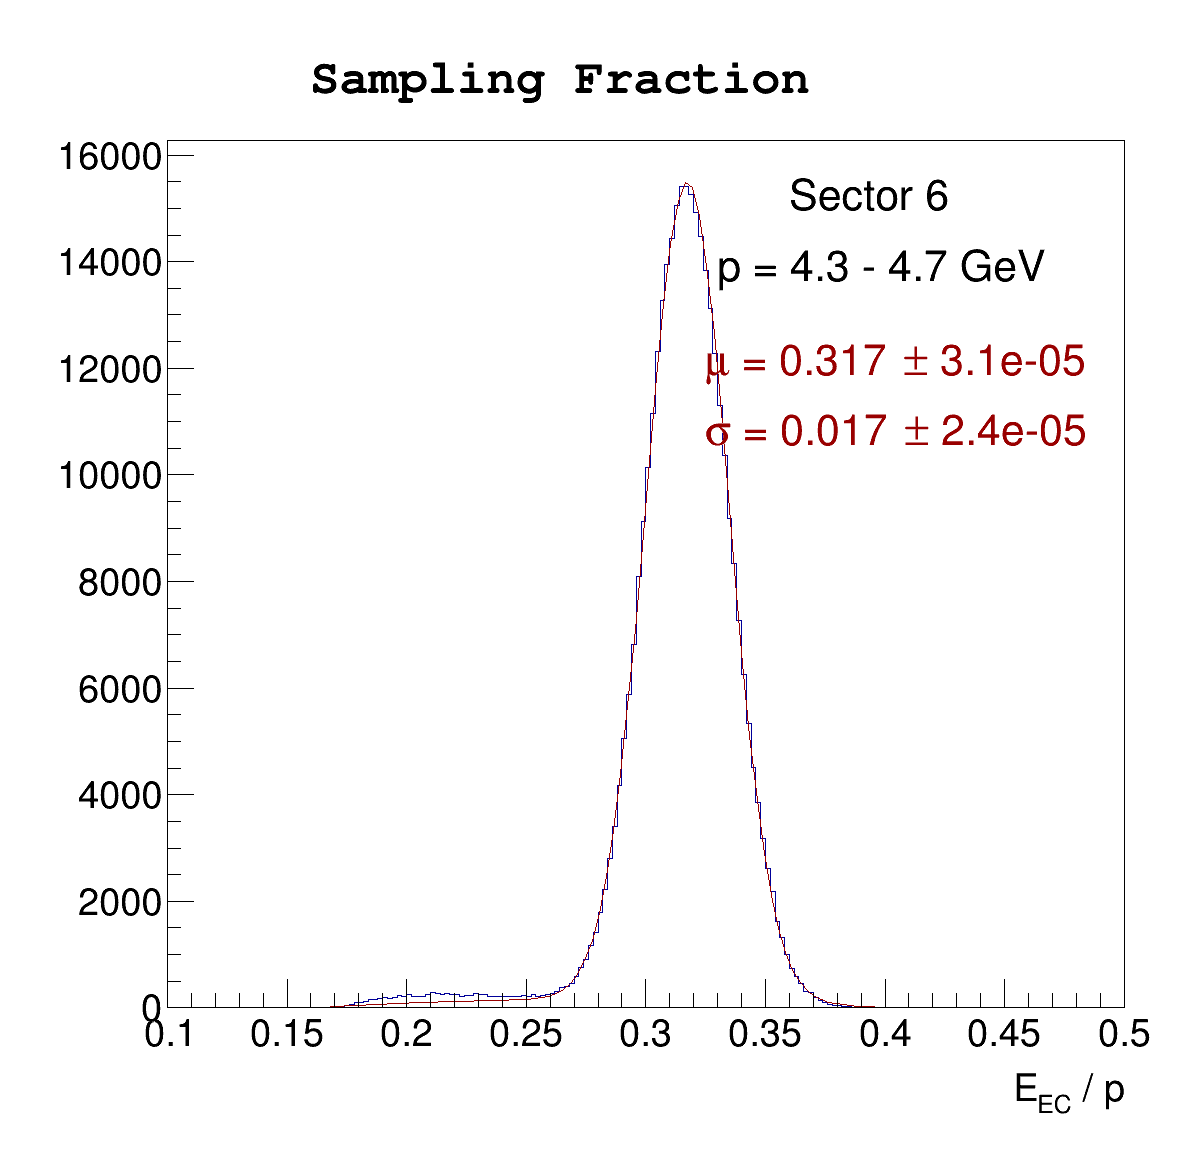 Sampling Fraction
16000
14000
12000
10000
8000
6000
4000
2000
0
Sector 6
p = 4.3 - 4.7 GeV
μ = 0.317 ± 3.1e-05
σ = 0.017 ± 2.4e-05
0.1 0.15 0.2 0.25 0.3 0.35 0.4 0.45 0.5
E_EC / p